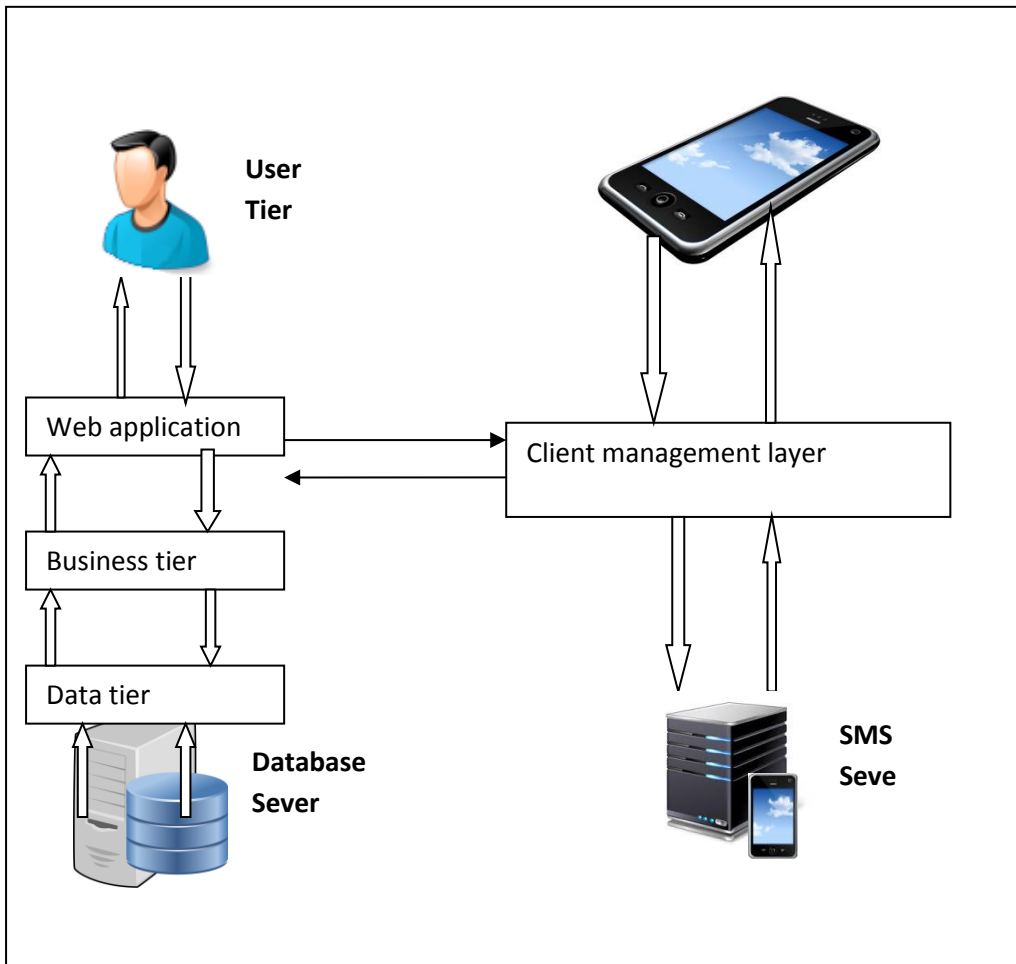 User
Tier
Web application
Client management layer
Business tier
Data tier
Database
Sever
SMS
Seve